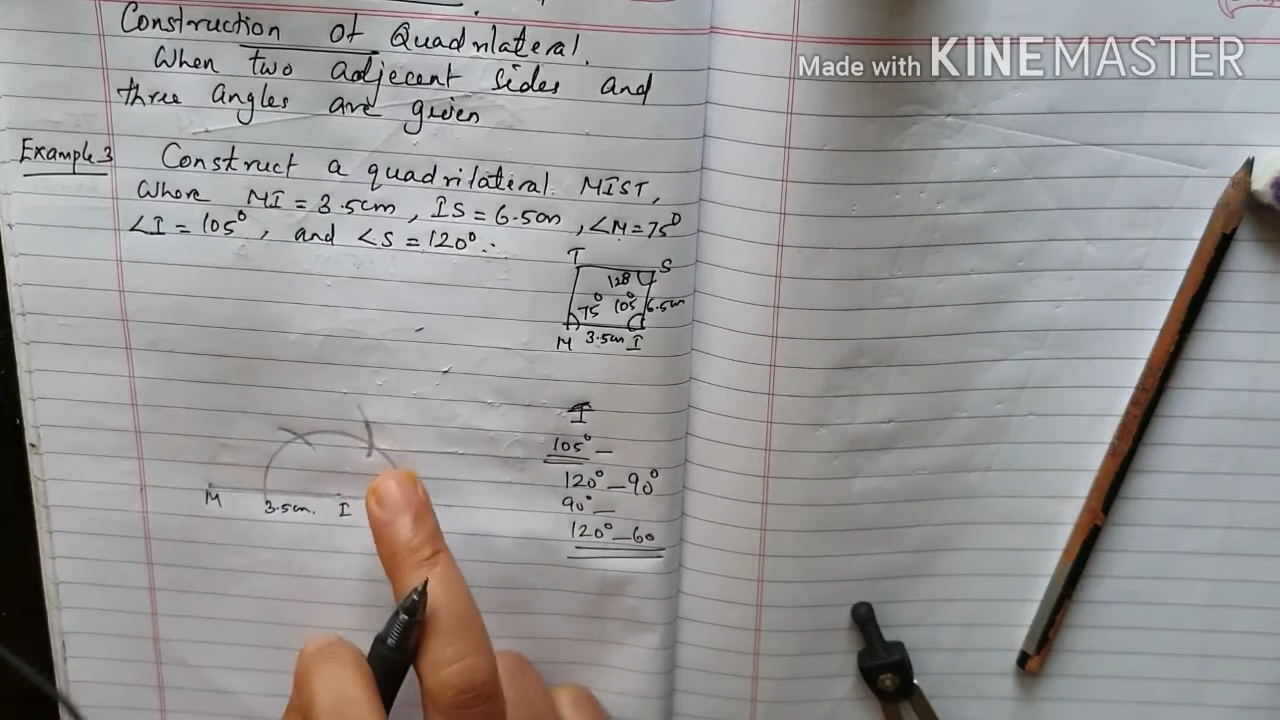 Construction of Quadrilateral.
When two adjecent sides and
three angles are given
Example 3 Construct a quadrilateral MIST,
Where MI = 3.5cm, IS = 6.5cm, ∠M = 75°
∠I = 105°, and ∠S = 120°.
T S
120
75° 105° 6.5cm
M 3.5cm I
I
105° —
120° — 90°
90° —
120° — 60
M 3.5cm. I
Made with KINEMASTER